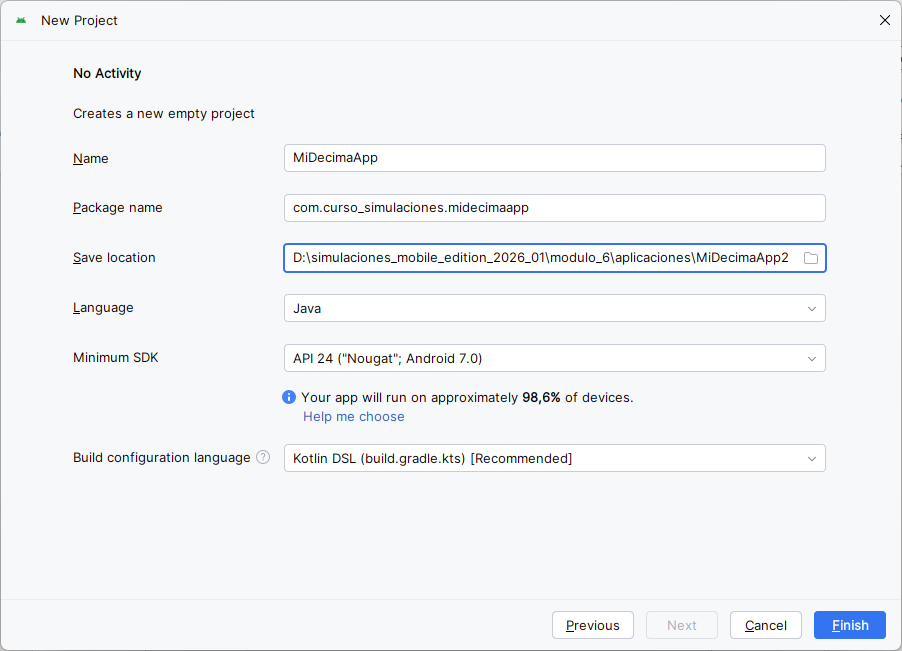 New Project
No Activity
Creates a new empty project
Name MiDecimaApp
Package name com.curso_simulaciones.midecimaapp
Save location D:\simulaciones_mobile_edition_2026_01\modulo_6\aplicaciones\MiDecimaApp2
Language Java
Minimum SDK API 24 ("Nougat"; Android 7.0)
Your app will run on approximately 98,6% of devices.
Help me choose
Build configuration language ? Kotlin DSL (build.gradle.kts) [Recommended]
Previous Next Cancel Finish